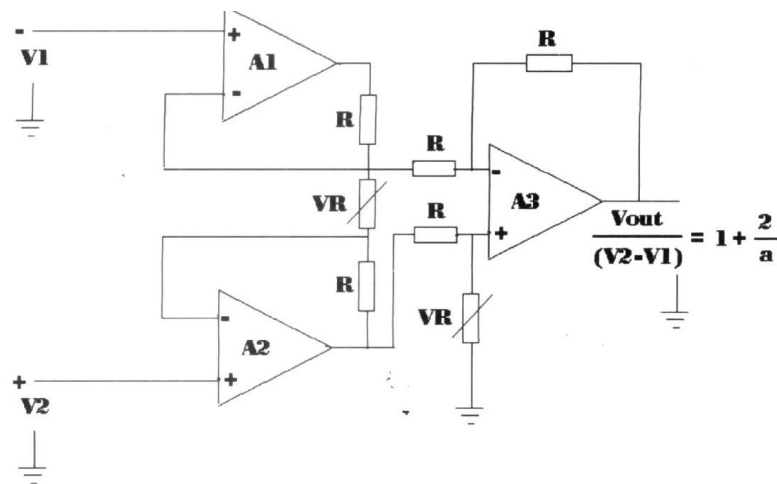 -
V1
+
A1
-
R
R
R
-
A3
+
VR
R
R
-
A2
+
VR
+
V2
Vout
(V2-V1)
= 1 + 2
a